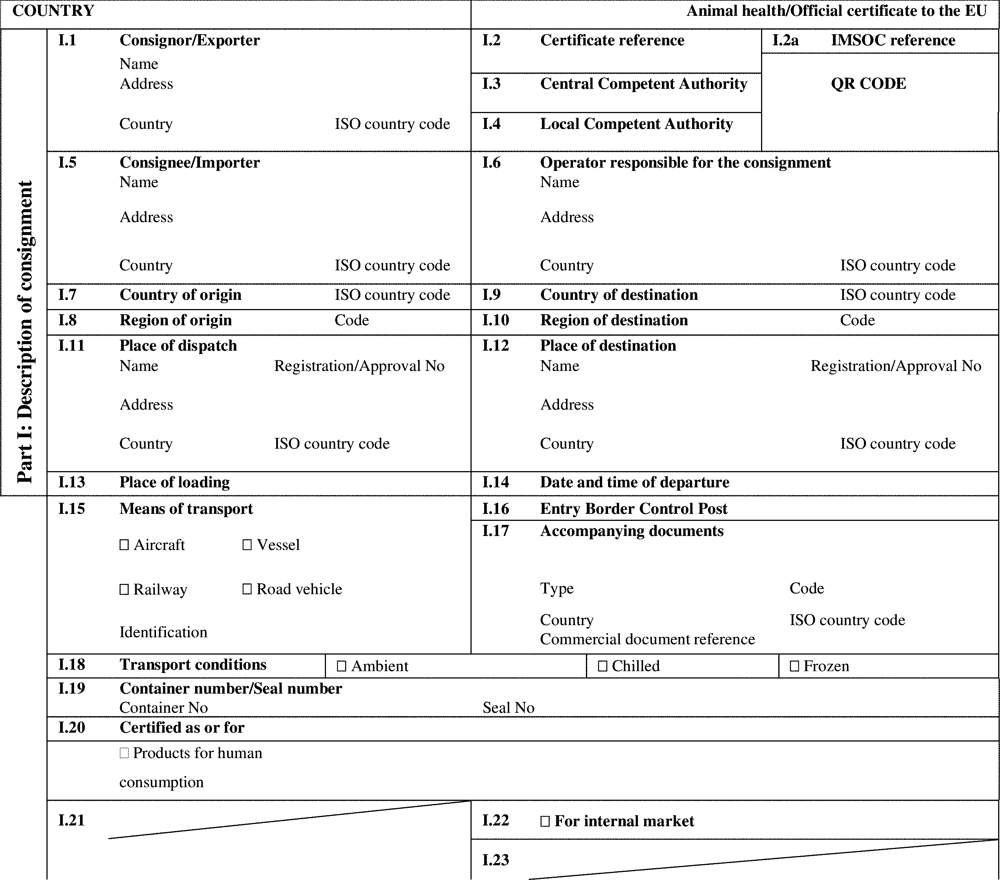 COUNTRY
Animal health/Official certificate to the EU
Part I: Description of consignment
I.1 Consignor/Exporter
Name
Address
Country ISO country code
I.2 Certificate reference
I.2a IMSOC reference
QR CODE
I.3 Central Competent Authority
I.4 Local Competent Authority
I.5 Consignee/Importer
Name
Address
Country ISO country code
I.6 Operator responsible for the consignment
Name
Address
Country ISO country code
I.7 Country of origin ISO country code
I.9 Country of destination ISO country code
I.8 Region of origin Code
I.10 Region of destination Code
I.11 Place of dispatch
Name Registration/Approval No
Address
Country ISO country code
I.12 Place of destination
Name Registration/Approval No
Address
Country ISO country code
I.13 Place of loading
I.14 Date and time of departure
I.15 Means of transport
☐ Aircraft ☐ Vessel
☐ Railway ☐ Road vehicle
Identification
I.16 Entry Border Control Post
I.17 Accompanying documents
Type Code
Country ISO country code
Commercial document reference
I.18 Transport conditions ☐ Ambient ☐ Chilled ☐ Frozen
I.19 Container number/Seal number
Container No Seal No
I.20 Certified as or for
☐ Products for human
consumption
I.21
I.22 ☐ For internal market
I.23